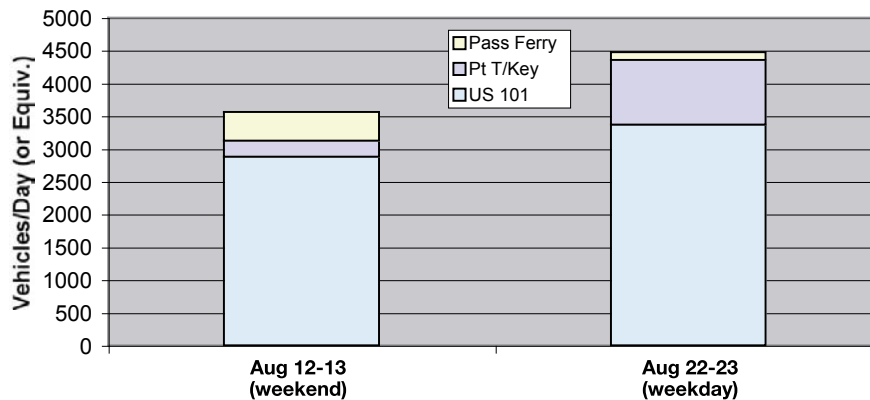 5000
4500
4000
3500
3000
2500
2000
1500
1000
500
0
Vehicles/Day (or Equiv.)
Pass Ferry
Pt T/Key
US 101
Aug 12-13
(weekend)
Aug 22-23
(weekday)